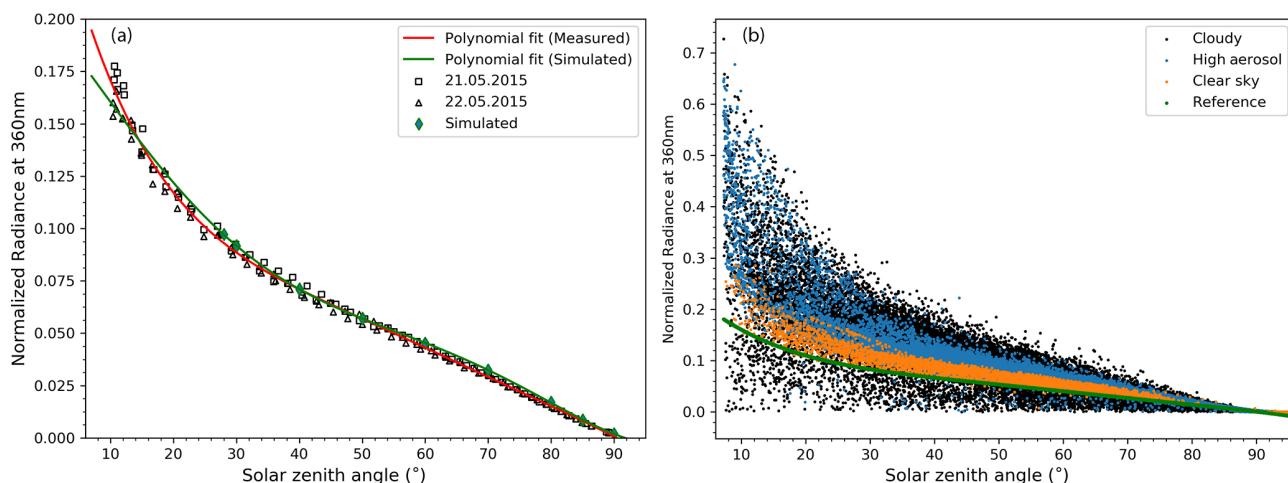 (a)
Polynomial fit (Measured)
Polynomial fit (Simulated)
21.05.2015
22.05.2015
Simulated
0.200
0.175
0.150
0.125
0.100
0.075
0.050
0.025
0.000
Normalized Radiance at 360nm
10 20 30 40 50 60 70 80 90
Solar zenith angle (°)
(b)
Cloudy
High aerosol
Clear sky
Reference
0.7
0.6
0.5
0.4
0.3
0.2
0.1
0.0
Normalized Radiance at 360nm
10 20 30 40 50 60 70 80 90
Solar zenith angle (°)